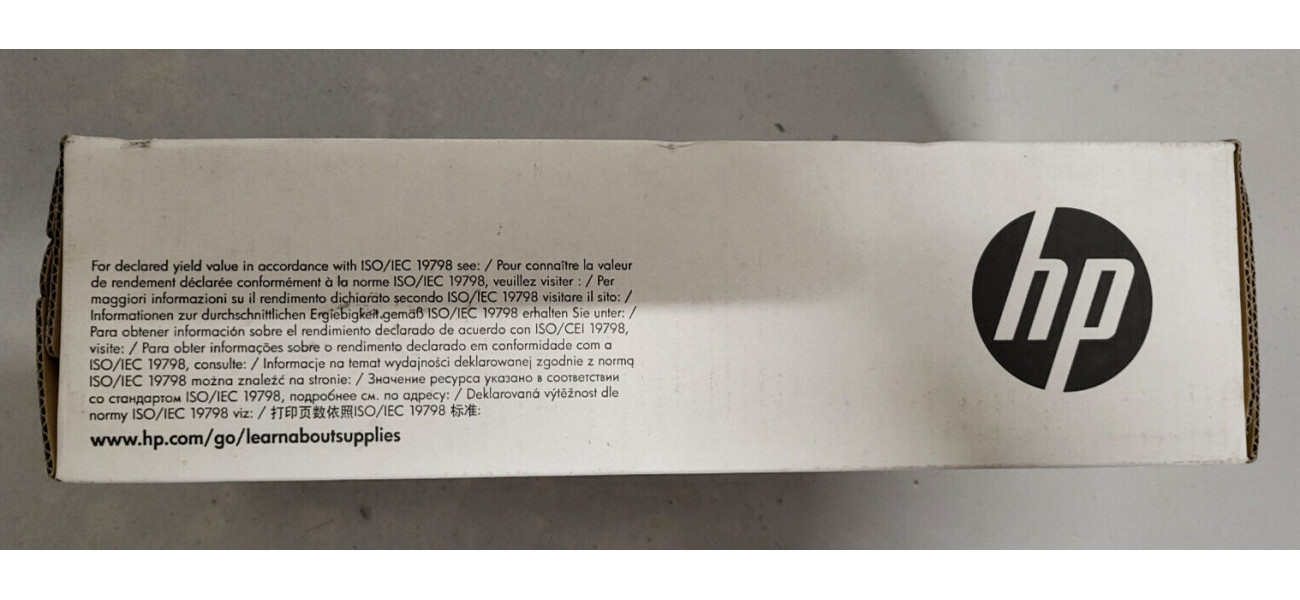 For declared yield value in accordance with ISO/IEC 19798 see: / Pour connaître la valeur
de rendement déclarée conformément à la norme ISO/IEC 19798, veuillez visiter : / Per
maggiori informazioni su il rendimento dichiarato secondo ISO/IEC 19798 visitare il sito: /
Informationen zur durchschnittlichen Ergiebigkeit gemäß ISO/IEC 19798 erhalten Sie unter: /
Para obtener información sobre el rendimiento declarado de acuerdo con ISO/CEI 19798,
visite: / Para obter informações sobre o rendimento declarado em conformidade com a
ISO/IEC 19798, consulte: / Informacje na temat wydajności deklarowanej zgodnie z normą
ISO/IEC 19798 można znaleźć na stronie: / Значение ресурса указано в соответствии
со стандартом ISO/IEC 19798, подробнее см. по адресу: / Deklarovaná výtěžnost dle
normy ISO/IEC 19798 viz: / 打印页数依照ISO/IEC 19798 标准:
www.hp.com/go/learnaboutsupplies
hp